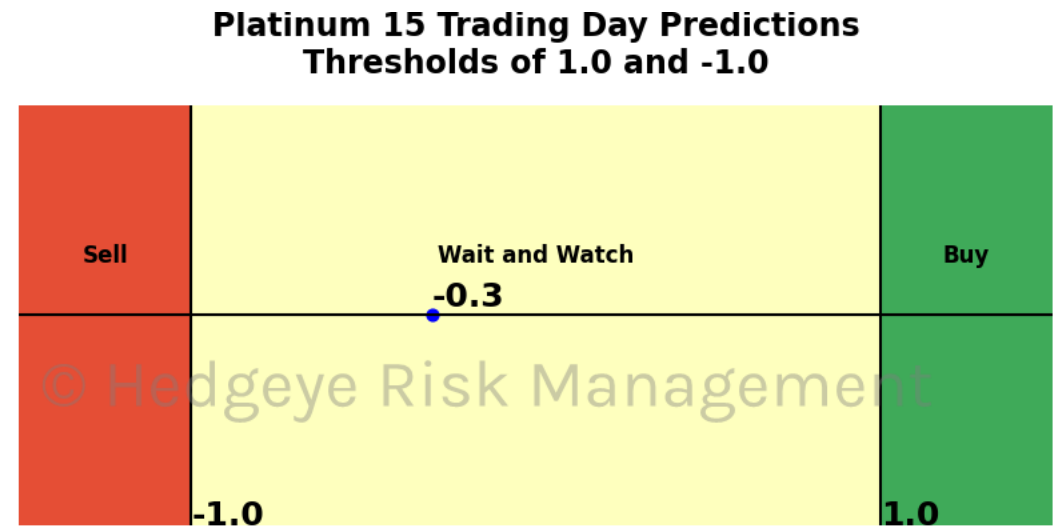 Platinum 15 Trading Day Predictions
Thresholds of 1.0 and -1.0
Sell
Wait and Watch
Buy
-0.3
© Hedgeye Risk Management
-1.0
1.0